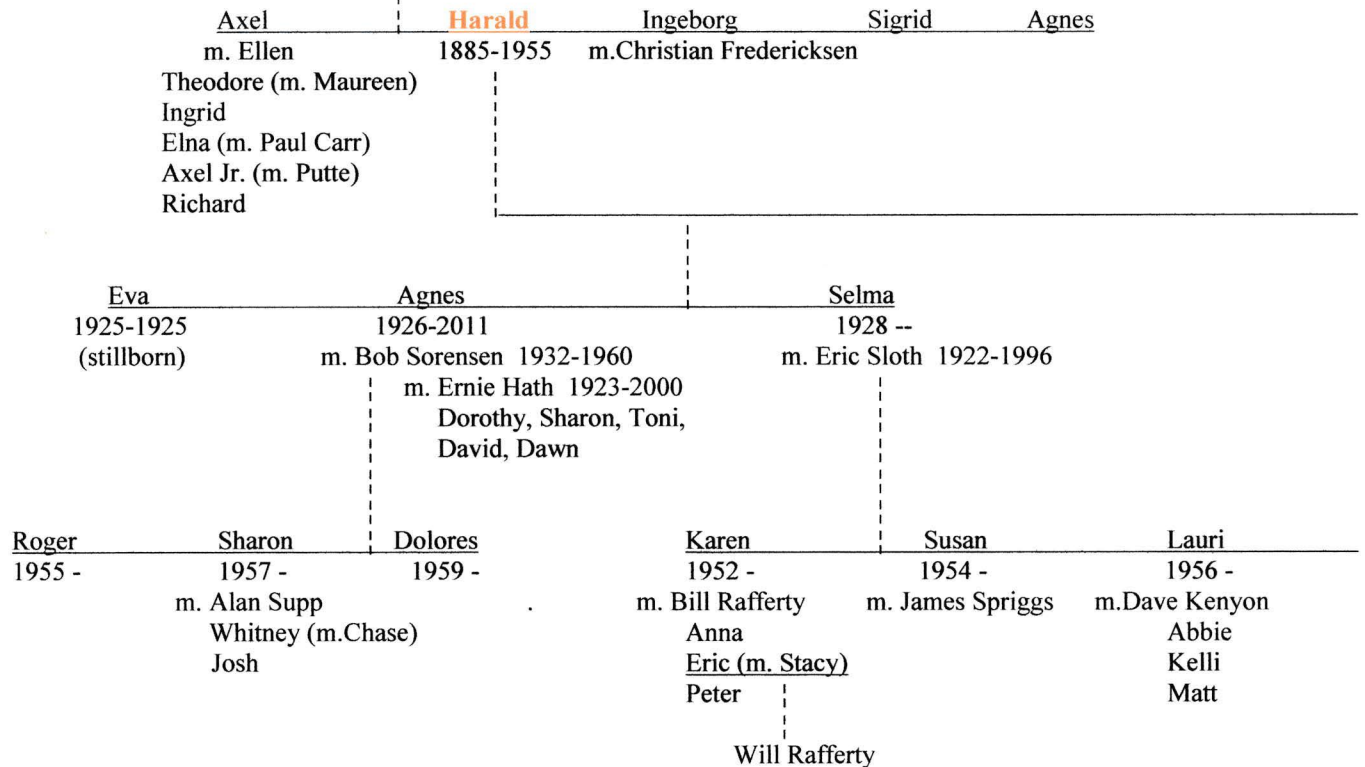 Axel Harald Ingeborg Sigrid Agnes
m. Ellen 1885-1955 m.Christian Fredericksen
Theodore (m. Maureen)
Ingrid
Elna (m. Paul Carr)
Axel Jr. (m. Putte)
Richard
Eva Agnes Selma
1925-1925 1926-2011 1928 --
(stillborn) m. Bob Sorensen 1932-1960 m. Eric Sloth 1922-1996
m. Ernie Hath 1923-2000
Dorothy, Sharon, Toni,
David, Dawn
Roger Sharon Dolores Karen Susan Lauri
1955 - 1957 - 1959 - 1952 - 1954 - 1956 -
m. Alan Supp m. Bill Rafferty m. James Spriggs m.Dave Kenyon
Whitney (m.Chase) Anna Abbie
Josh Eric (m. Stacy) Kelli
Peter Matt
Will Rafferty